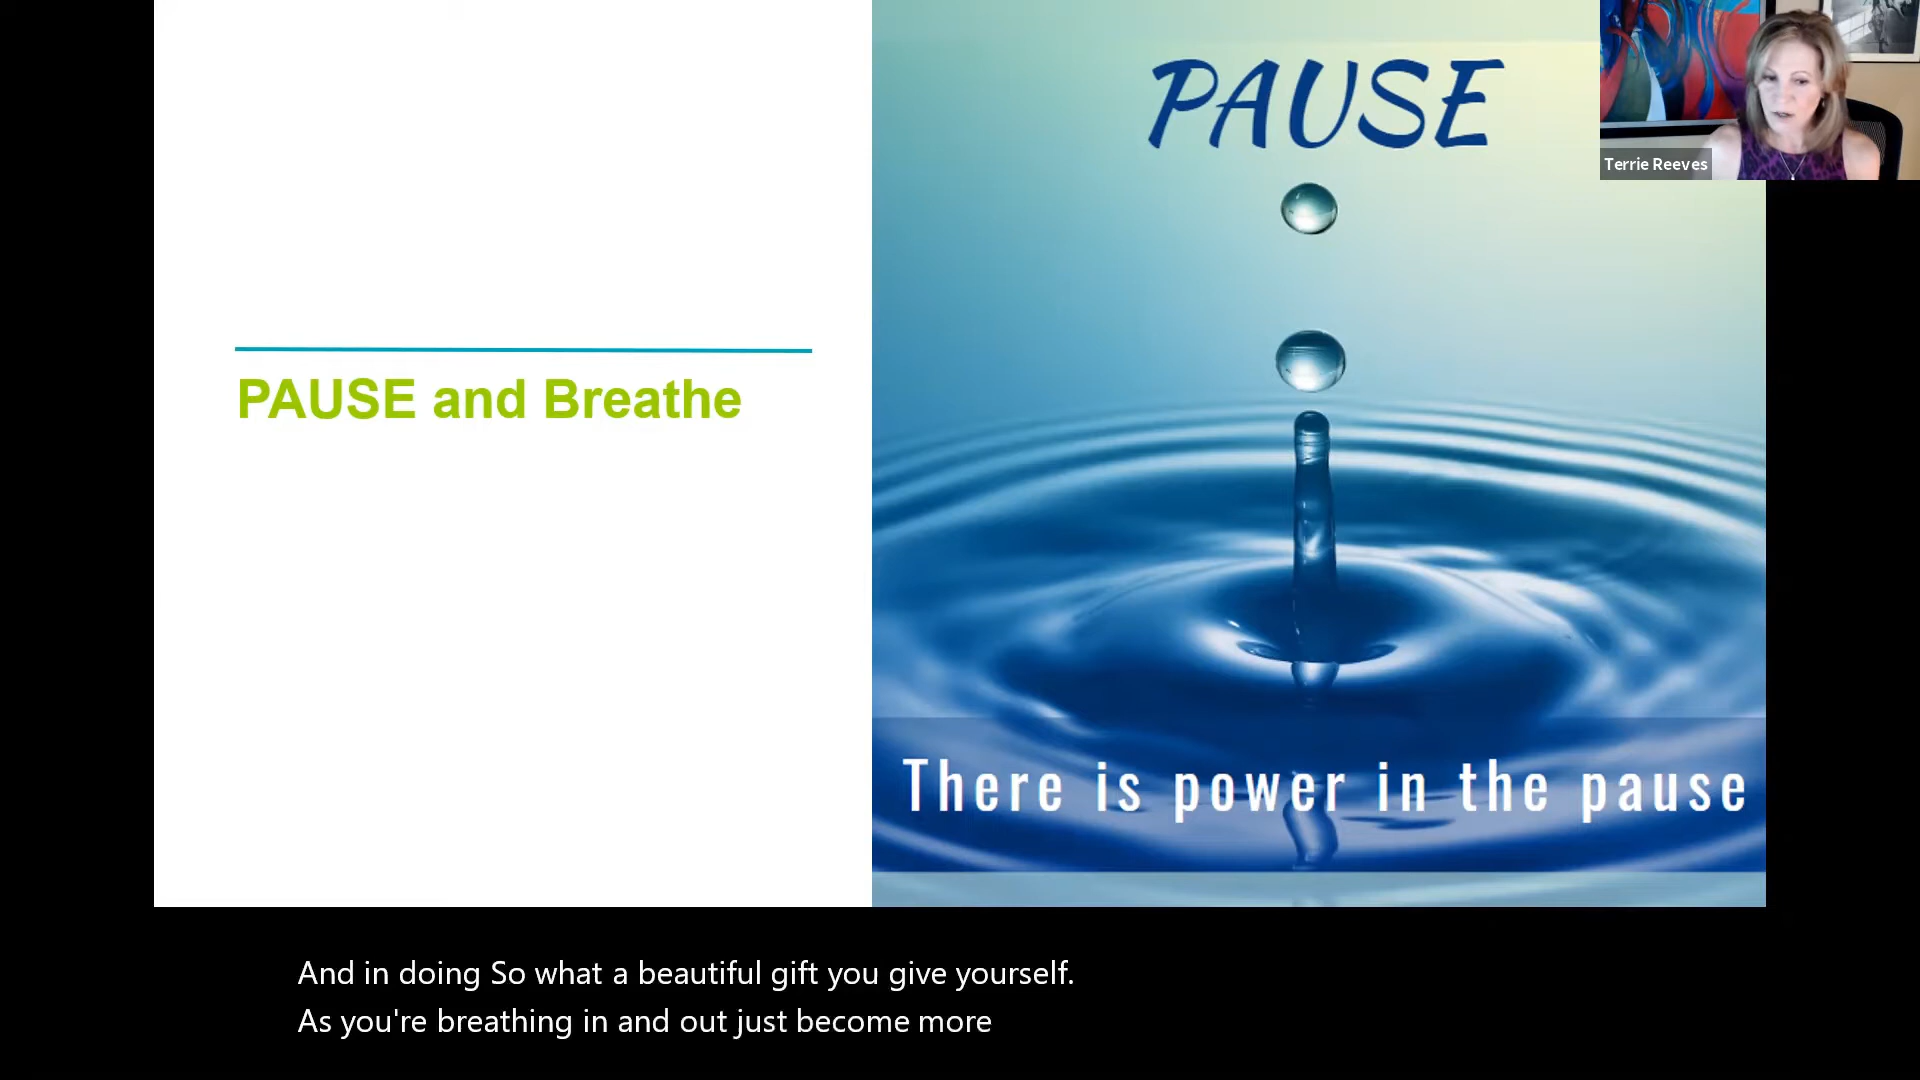 PAUSE
Terrie Reeves
PAUSE and Breathe
There is power in the pause
And in doing So what a beautiful gift you give yourself.
As you're breathing in and out just become more